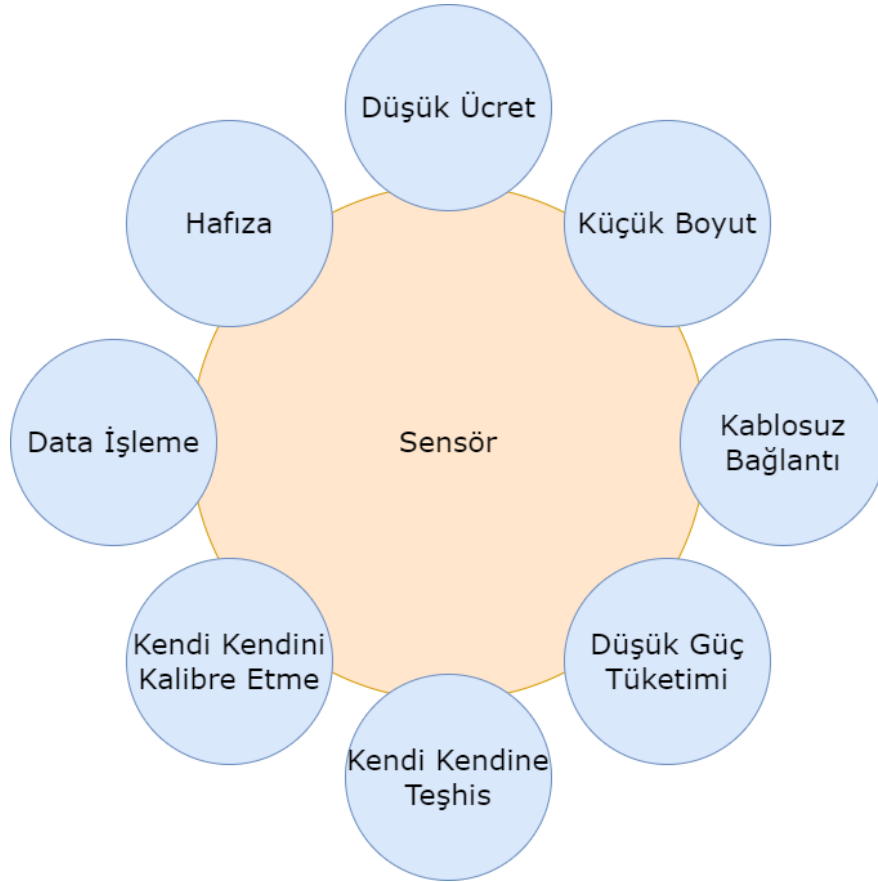 Düşük Ücret
Küçük Boyut
Kablosuz
Bağlantı
Düşük Güç
Tüketimi
Kendi Kendine
Teşhis
Kendi Kendini
Kalibre Etme
Data İşleme
Hafıza
Sensör